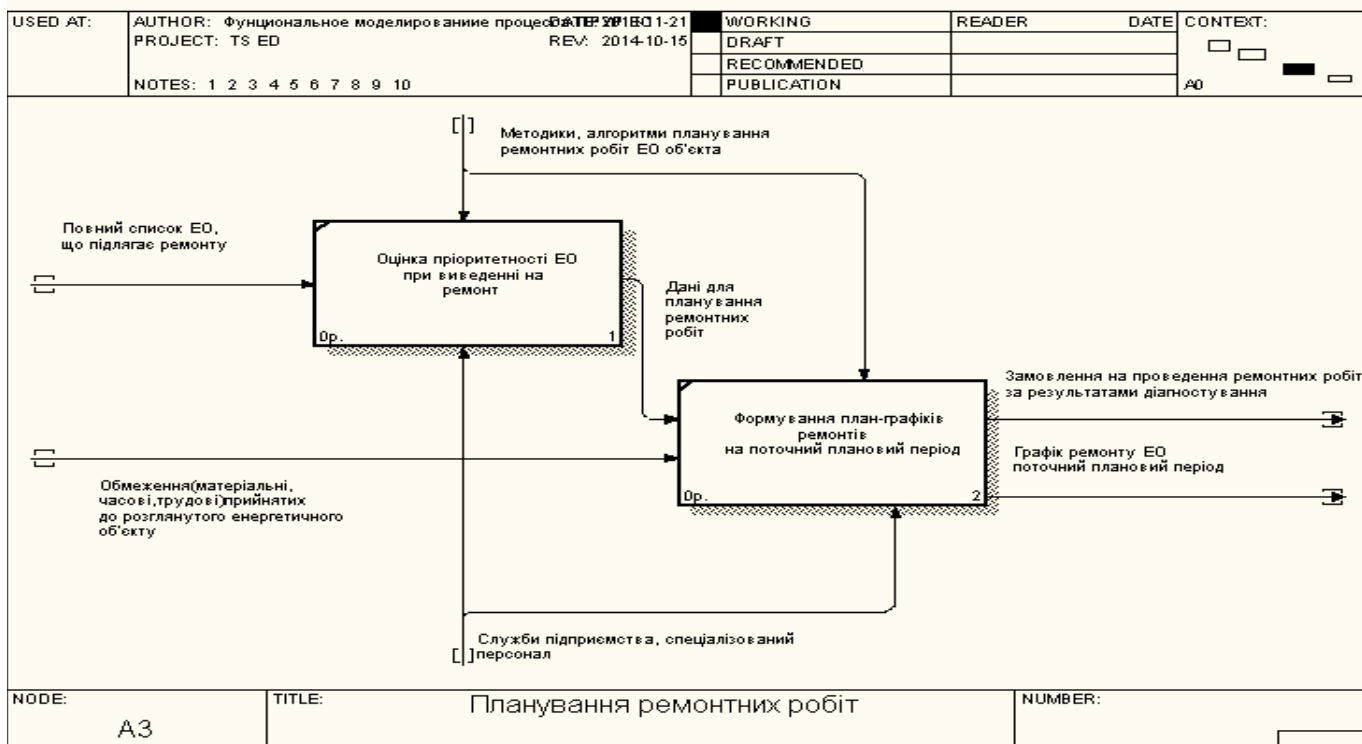 USED AT:
AUTHOR: Фунциональное моделированиие процес
DATE:
11-21
WORKING
READER
DATE
CONTEXT:
PROJECT: TS ED
REV: 2014-10-15
DRAFT
RECOMMENDED
NOTES: 1 2 3 4 5 6 7 8 9 10
PUBLICATION
A0
Методики, алгоритми планування
ремонтних робіт ЕО об'єкта
Повний список ЕО,
що підлягає ремонту
Оцінка пріоритетності ЕО
при виведенні на
ремонт
0р.
1
Дані для
планування
ремонтних
робіт
Замовлення на проведення ремонтних робіт
за результатами діагностування
Формування план-графіків
ремонтів
на поточний плановий період
0р.
2
Графік ремонту ЕО
поточний плановий період
Обмеження(матеріальні,
часові,трудові)прийнятих
до розглянутого енергетичного
об'єкту
Служби підприємства, спеціалізований
персонал
NODE:
A3
TITLE:
Планування ремонтних робіт
NUMBER: